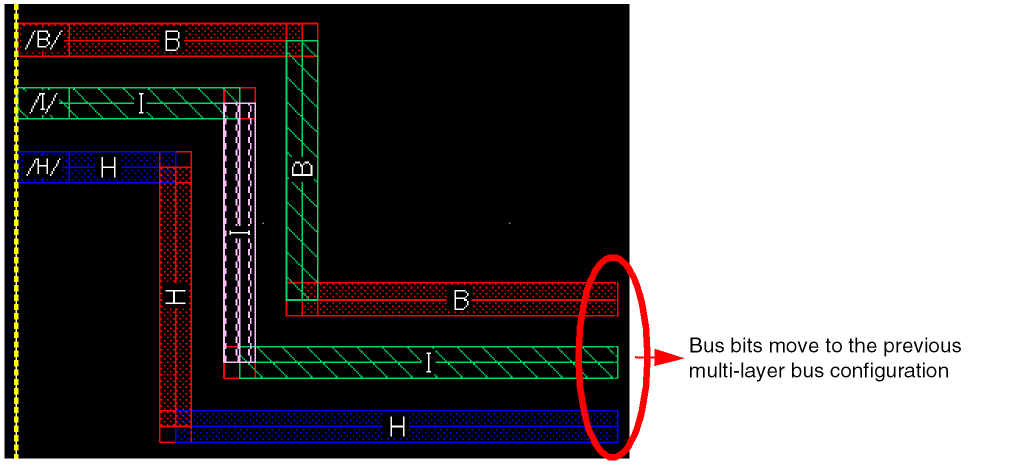 /B/ B
/I/ I
/H/ H
B
I
H
B
I
H
Bus bits move to the previous
multi-layer bus configuration